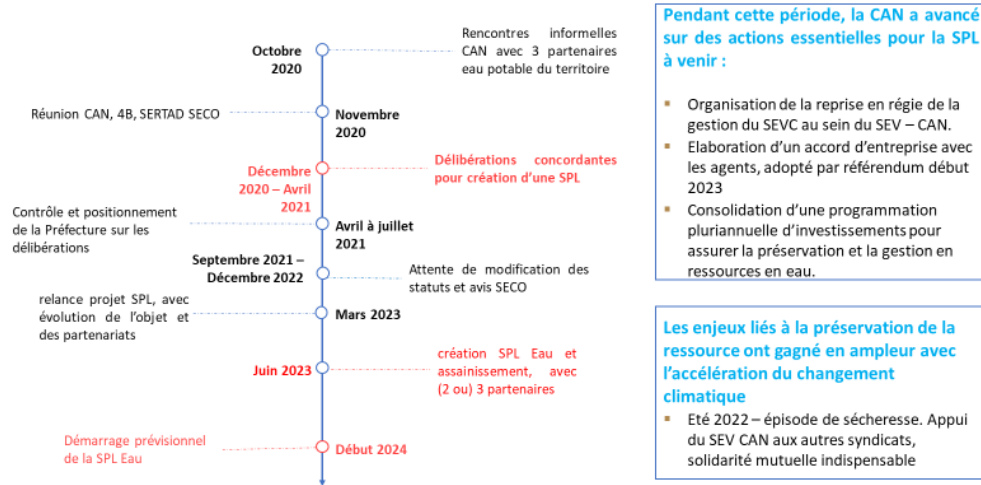 Octobre
2020
Rencontres informelles
CAN avec 3 partenaires
eau potable du territoire
Réunion CAN, 4B, SERTAD SECO
Novembre
2020
Décembre
2020 – Avril
2021
Délibérations concordantes
pour création d'une SPL
Contrôle et positionnement
de la Préfecture sur les
délibérations
Avril à juillet
2021
Septembre 2021 –
Décembre 2022
Attente de modification des
statuts et avis SECO
relance projet SPL, avec
évolution de l'objet et
des partenariats
Mars 2023
Juin 2023
création SPL Eau et
assainissement, avec
(2 ou) 3 partenaires
Démarrage prévisionnel
de la SPL Eau
Début 2024
Pendant cette période, la CAN a avancé
sur des actions essentielles pour la SPL
à venir :
▪ Organisation de la reprise en régie de la
gestion du SEVC au sein du SEV – CAN.
▪ Elaboration d'un accord d'entreprise avec
les agents, adopté par référendum début
2023
▪ Consolidation d'une programmation
pluriannuelle d'investissements pour
assurer la préservation et la gestion en
ressources en eau.
Les enjeux liés à la préservation de la
ressource ont gagné en ampleur avec
l'accélération du changement
climatique
▪ Eté 2022 – épisode de sécheresse. Appui
du SEV CAN aux autres syndicats,
solidarité mutuelle indispensable